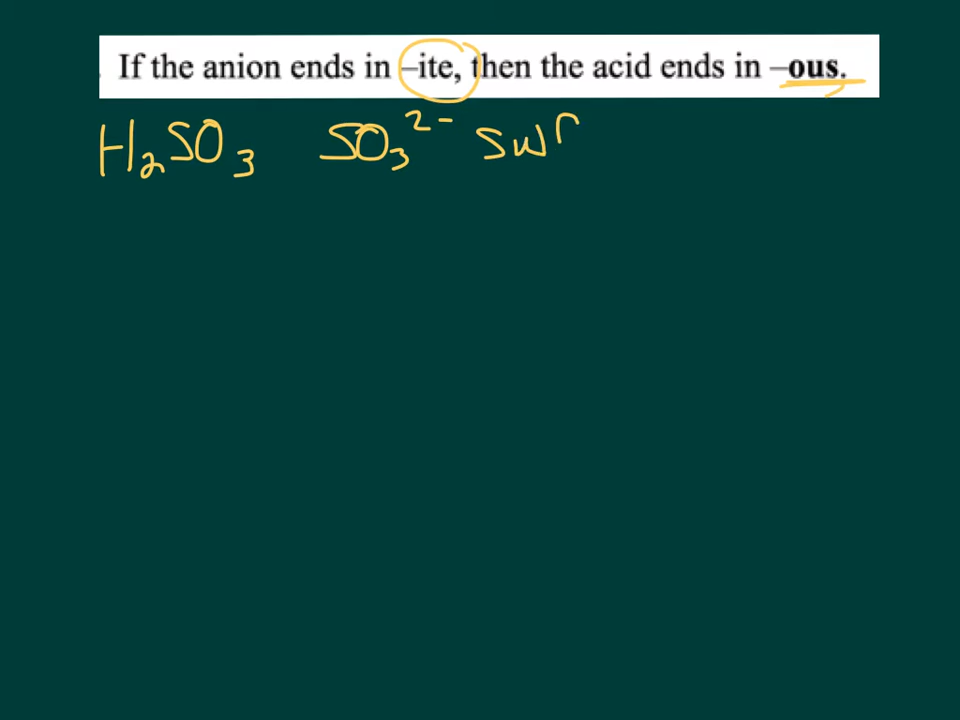 If the anion ends in –ite, then the acid ends in –ous.
H₂SO₃ SO₃²⁻